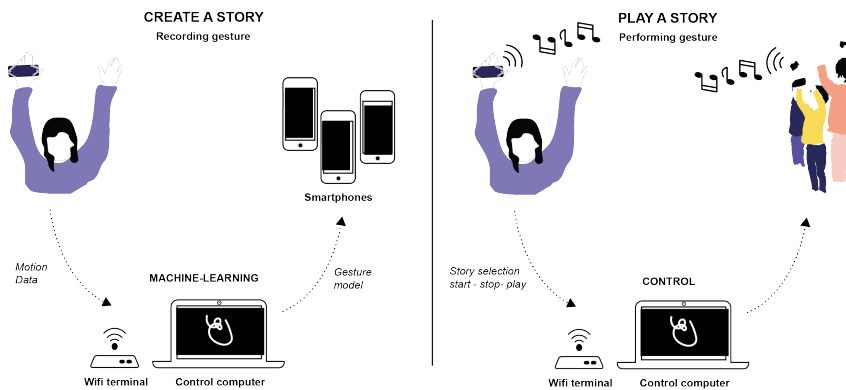 CREATE A STORY
Recording gesture
Smartphones
Motion
Data
MACHINE-LEARNING
Gesture
model
Wifi terminal
Control computer
PLAY A STORY
Performing gesture
Story selection
start - stop- play
CONTROL
Wifi terminal
Control computer